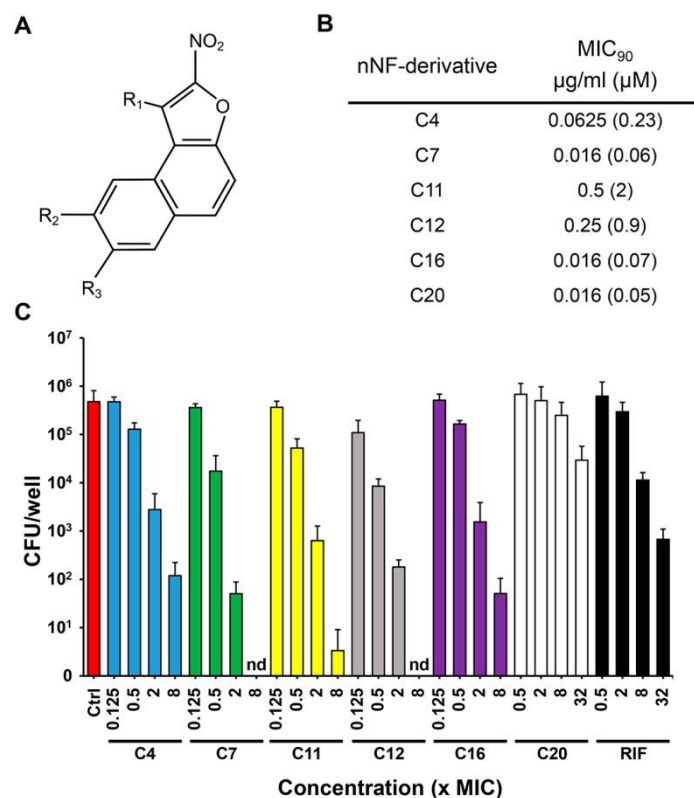 A
NO2
R1
O
R2
R3
B
nNF-derivative
MIC90
µg/ml (µM)
C4 0.0625 (0.23)
C7 0.016 (0.06)
C11 0.5 (2)
C12 0.25 (0.9)
C16 0.016 (0.07)
C20 0.016 (0.05)
C
CFU/well
10^7
10^6
10^5
10^4
10^3
10^2
10^1
0
nd nd
Ctrl 0.125 0.5 2 8 0.125 0.5 2 8 0.125 0.5 2 8 0.125 0.5 2 8 0.125 0.5 2 8 0.5 2 8 32 0.5 2 8 32
C4 C7 C11 C12 C16 C20 RIF
Concentration (x MIC)